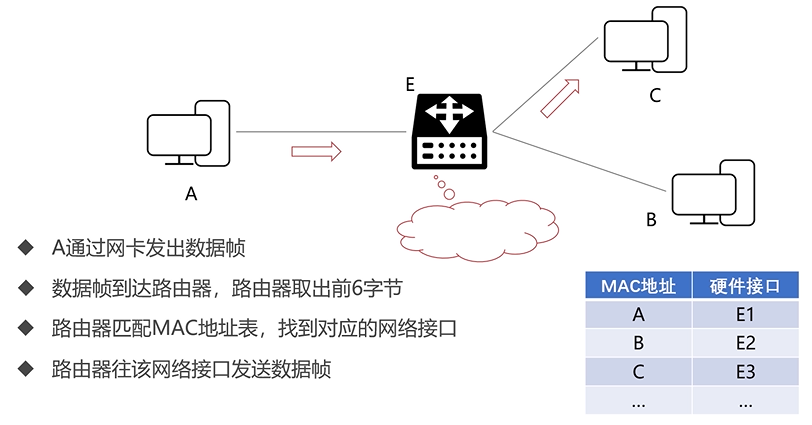 E
C
A
B
A通过网卡发出数据帧
数据帧到达路由器，路由器取出前6字节
路由器匹配MAC地址表，找到对应的网络接口
路由器往该网络接口发送数据帧
MAC地址 硬件接口
A E1
B E2
C E3
... ...